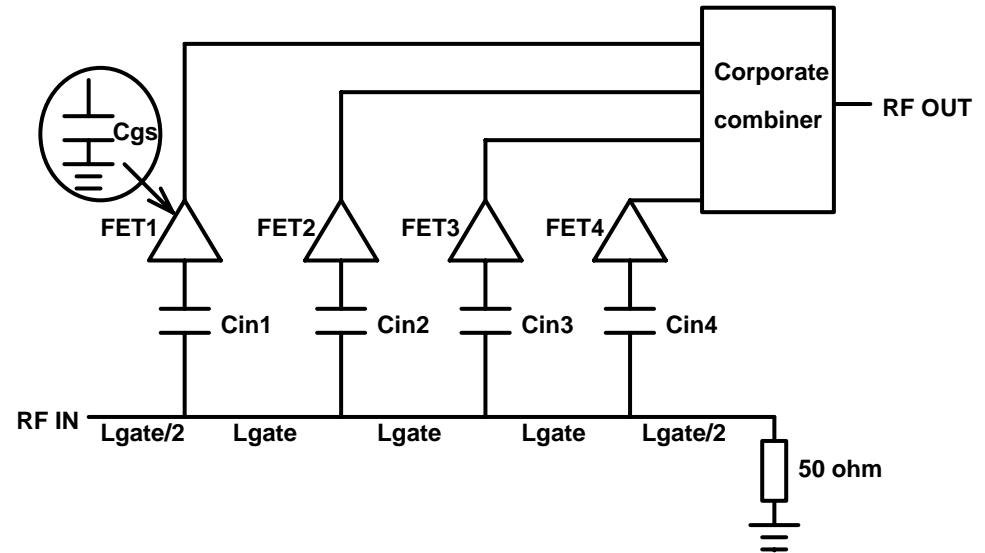 Corporate
combiner
RF OUT
Cgs
FET1
FET2
FET3
FET4
Cin1
Cin2
Cin3
Cin4
RF IN
Lgate/2
Lgate
Lgate
Lgate
Lgate/2
50 ohm